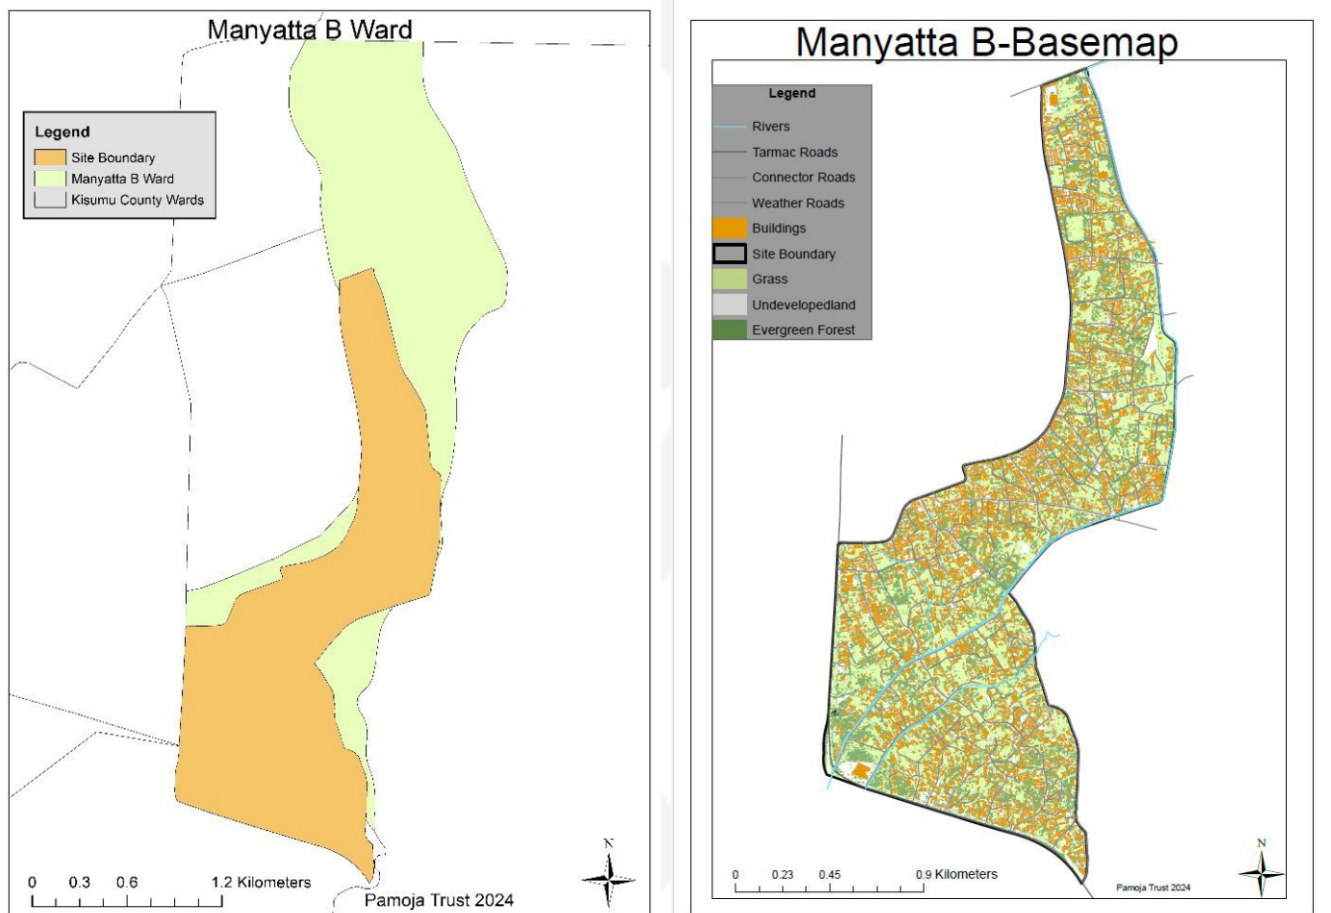 Manyatta B Ward
Legend
Site Boundary
Manyatta B Ward
Kisumu County Wards
N
0 0.3 0.6 1.2 Kilometers
Pamoja Trust 2024
Manyatta B-Basemap
Legend
Rivers
Tarmac Roads
Connector Roads
Weather Roads
Buildings
Site Boundary
Grass
Undevelopedland
Evergreen Forest
N
0 0.23 0.45 0.9 Kilometers
Pamoja Trust 2024